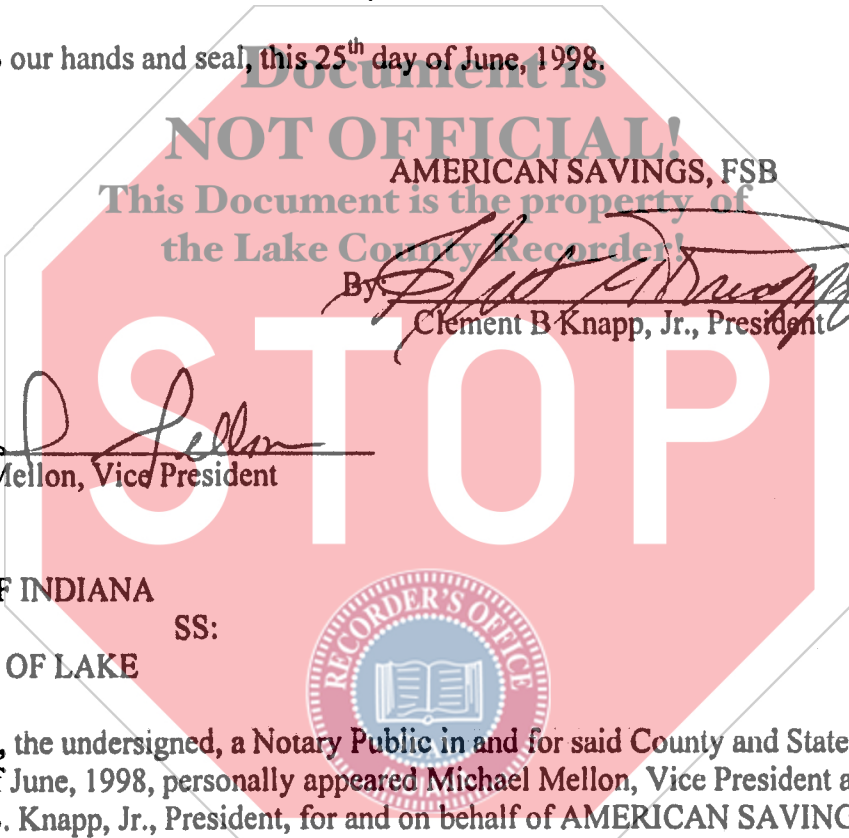 our hands and seal, this 25th day of June, 1998.
Document is
NOT OFFICIAL!
AMERICAN SAVINGS, FSB
This Document is the property of
the Lake County Recorder!
By:
Clement B Knapp, Jr., President
STOP
Mellon, Vice President
F INDIANA
SS:
OF LAKE
RECORDER'S OFFICE
, the undersigned, a Notary Public in and for said County and State
f June, 1998, personally appeared Michael Mellon, Vice President a
. Knapp, Jr., President, for and on behalf of AMERICAN SAVING